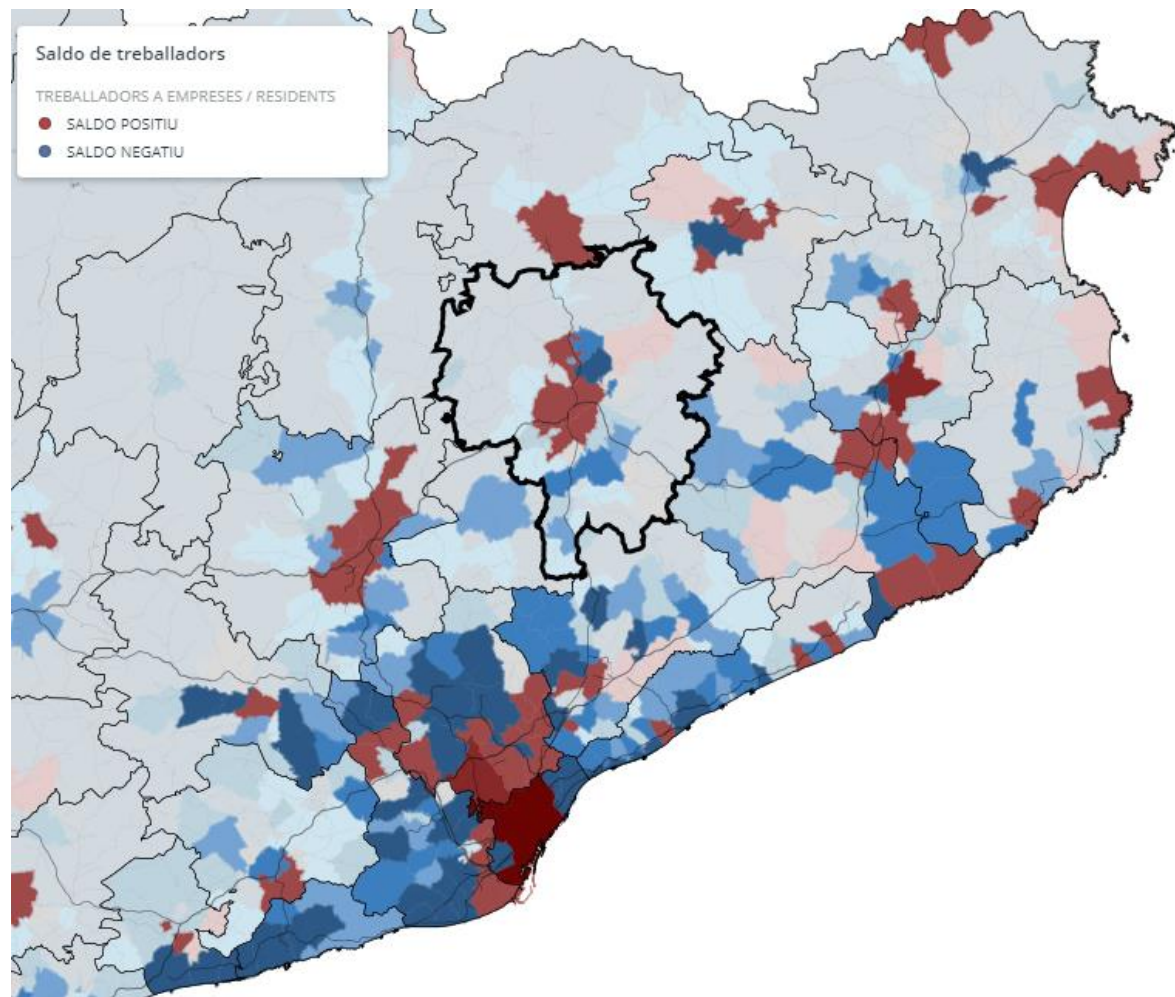 Saldo de treballadors
TREBALLADORS A EMPRESES / RESIDENTS
SALDO POSITIU
SALDO NEGATIU